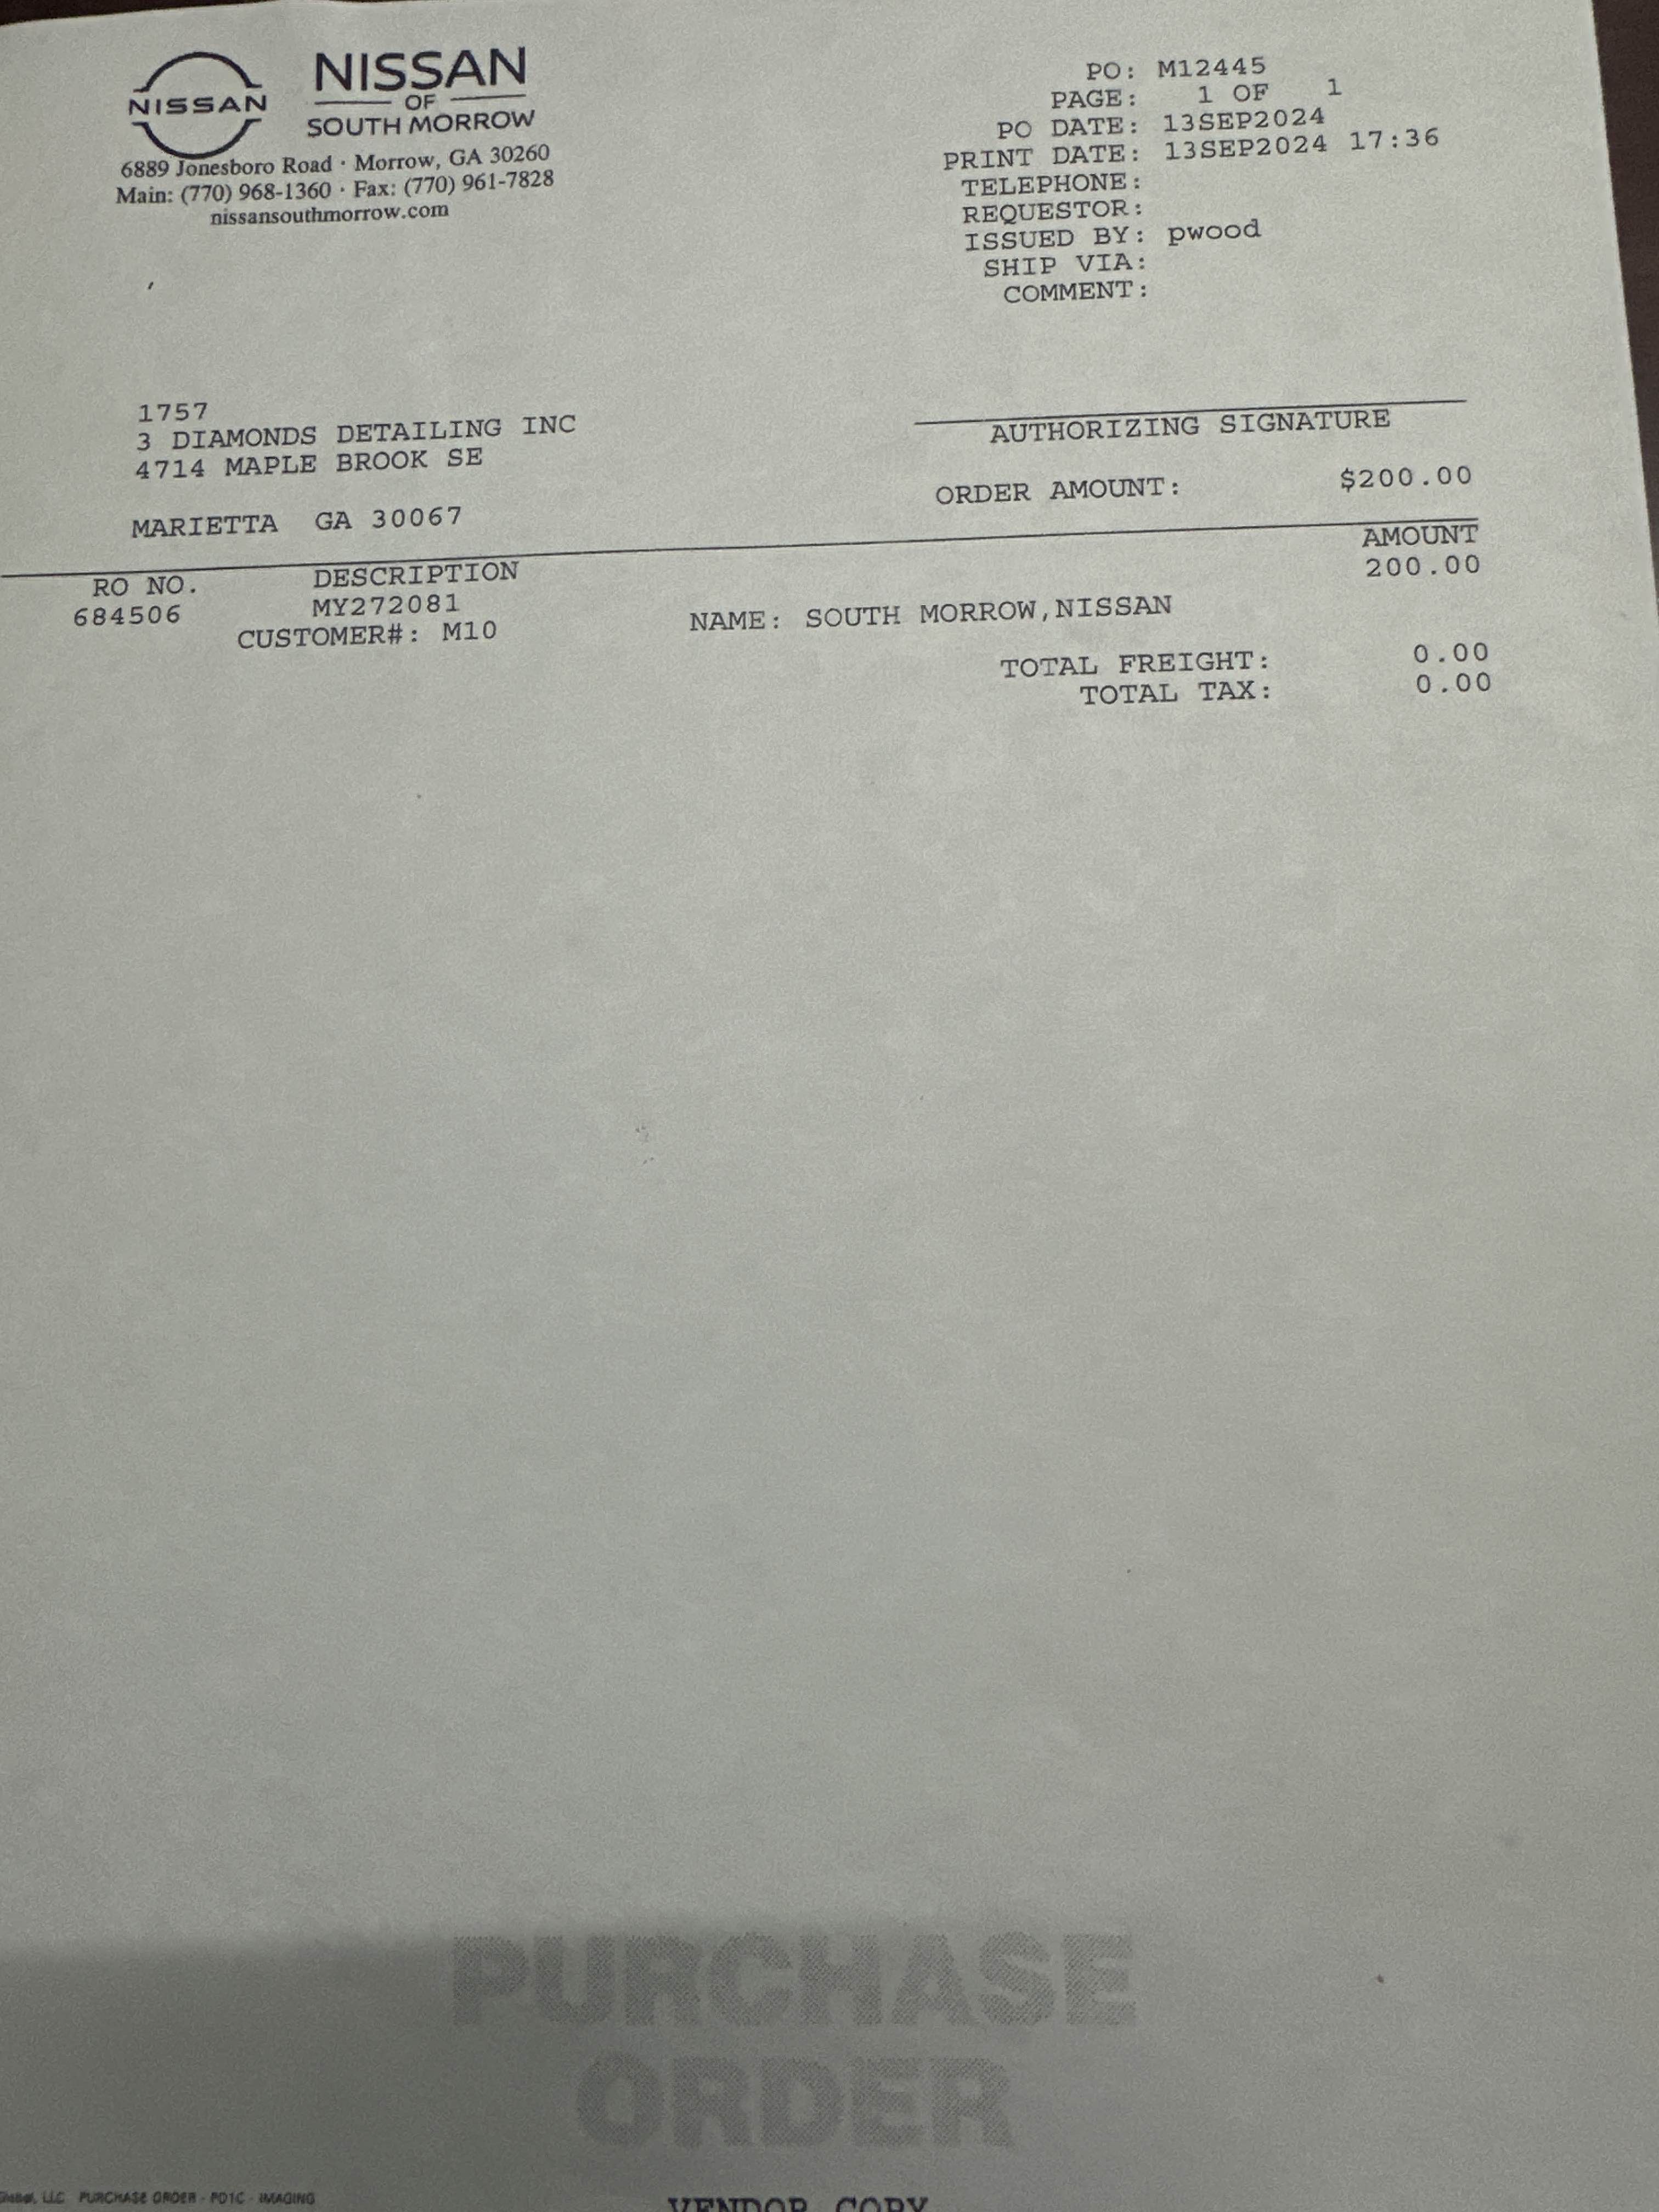 NISSAN
NISSAN
OF
SOUTH MORROW
6889 Jonesboro Road · Morrow, GA 30260
Main: (770) 968-1360 · Fax: (770) 961-7828
nissansouthmorrow.com
PO: M12445
PAGE: 1 OF 1
PO DATE: 13SEP2024
PRINT DATE: 13SEP2024 17:36
TELEPHONE:
REQUESTOR:
ISSUED BY: pwood
SHIP VIA:
COMMENT:
1757
3 DIAMONDS DETAILING INC
4714 MAPLE BROOK SE
MARIETTA GA 30067
AUTHORIZING SIGNATURE
ORDER AMOUNT: $200.00
RO NO. DESCRIPTION AMOUNT
684506 MY272081 200.00
CUSTOMER#: M10 NAME: SOUTH MORROW,NISSAN
TOTAL FREIGHT: 0.00
TOTAL TAX: 0.00
PURCHASE
ORDER
LLC PURCHASE ORDER - PO1C - IMAGING
VENDOR COPY